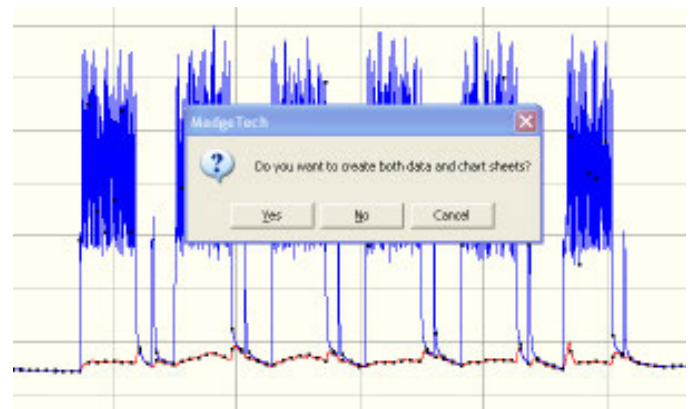 MadgeTech
Do you want to create both data and chart sheets?
Yes
No
Cancel